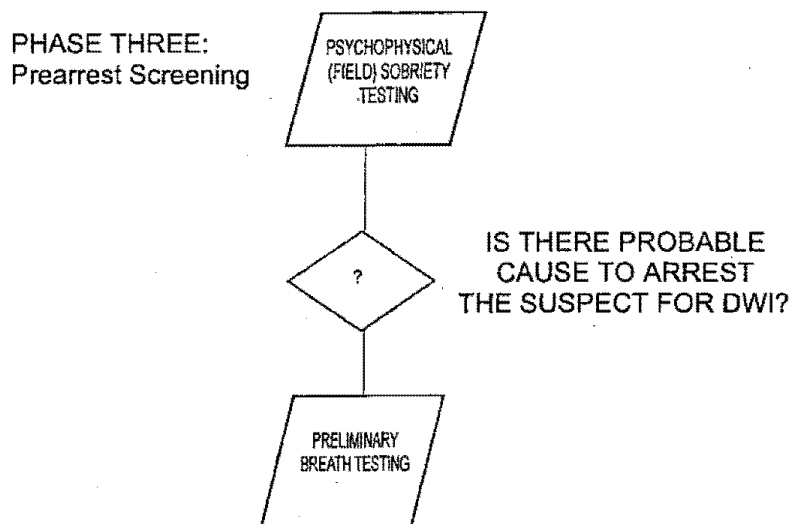 PHASE THREE:
Prearrest Screening
PSYCHOPHYSICAL
(FIELD) SOBRIETY
TESTING
?
IS THERE PROBABLE
CAUSE TO ARREST
THE SUSPECT FOR DWI?
PRELIMINARY
BREATH TESTING